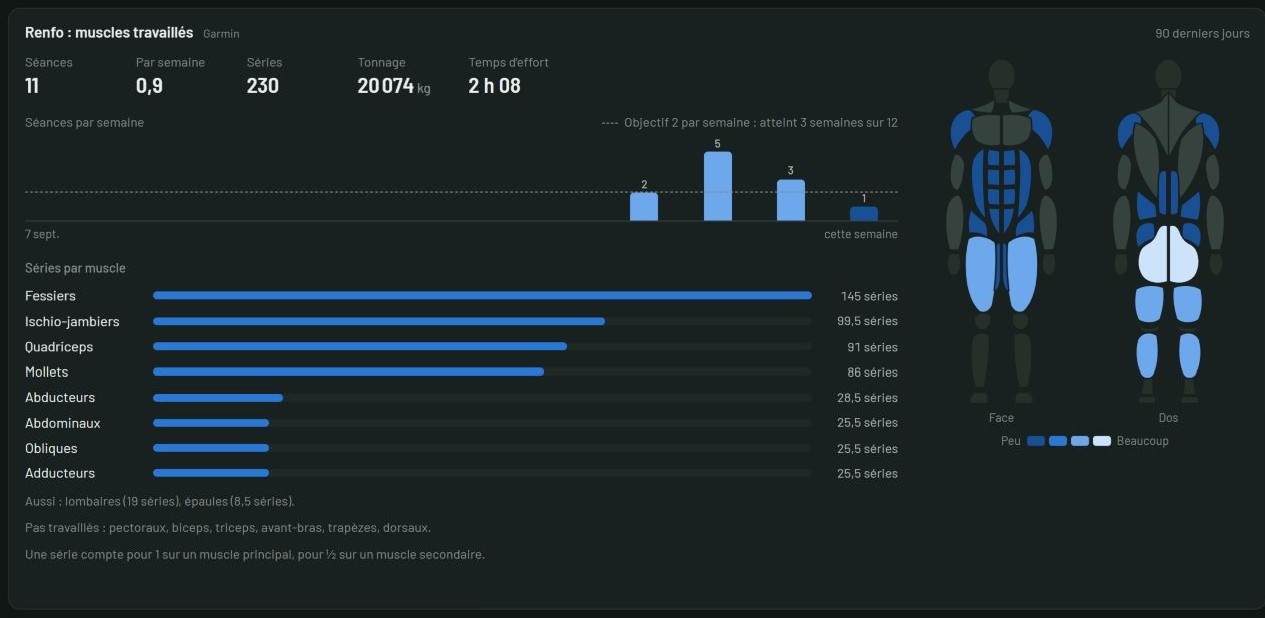 Renfo : muscles travaillés Garmin 90 derniers jours
Séances Par semaine Séries Tonnage Temps d'effort
11 0,9 230 20 074 kg 2 h 08
Séances par semaine ---- Objectif 2 par semaine : atteint 3 semaines sur 12
2 5 3 1
7 sept. cette semaine
Séries par muscle
Fessiers 145 séries
Ischio-jambiers 99,5 séries
Quadriceps 91 séries
Mollets 86 séries
Abducteurs 28,5 séries
Abdominaux 25,5 séries
Obliques 25,5 séries
Adducteurs 25,5 séries
Aussi : lombaires (19 séries), épaules (8,5 séries).
Pas travaillés : pectoraux, biceps, triceps, avant-bras, trapèzes, dorsaux.
Une série compte pour 1 sur un muscle principal, pour ½ sur un muscle secondaire.
Face Dos
Peu Beaucoup